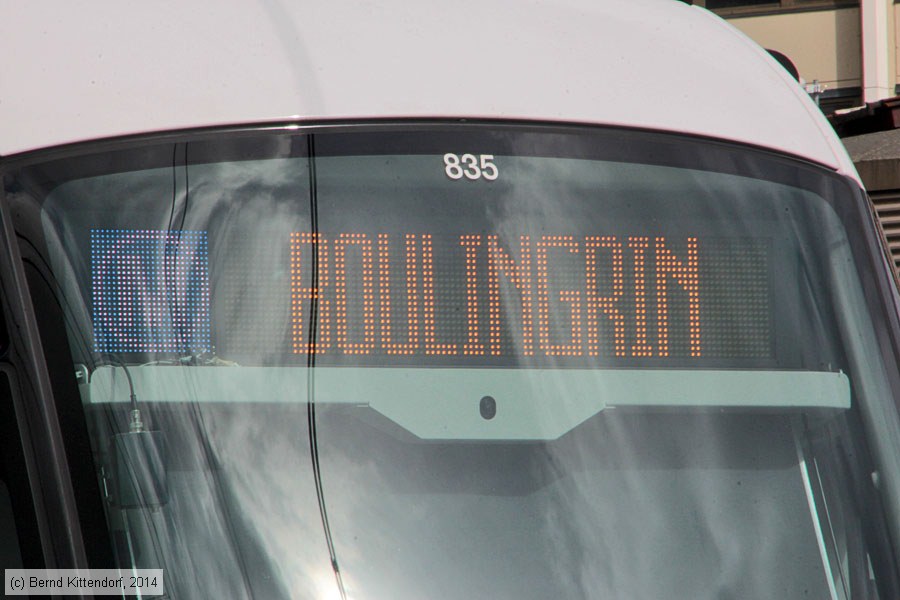 835
BOULINGRIN
(c) Bernd Kittendorf, 2014